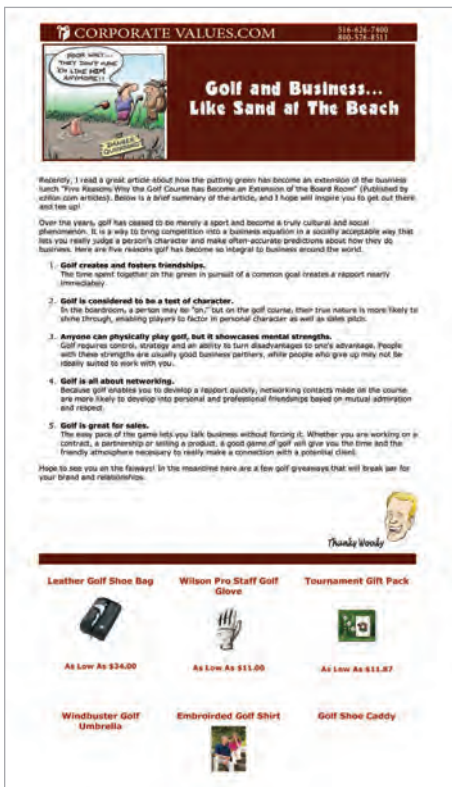 CORPORATE VALUES.COM
516-626-7800
800-576-8511
POOR WALT...
THEY DON'T MAKE
'EM LIKE HIM
ANYMORE!!
DANGER
QUICKSAND
Golf and Business...
Like Sand at The Beach
Recently, I read a great article about how the putting green has become an extension of the business
lunch "Five Reasons Why the Golf Course has Become an Extension of the Board Room" (Published by
ezilon.com articles). Below is a brief summary of the article, and I hope will inspire you to get out there
and tee up!
Over the years, golf has ceased to be merely a sport and become a truly cultural and social
phenomenon. It is a way to bring competition into a business equation in a socially acceptable way that
lets you really judge a person's character and make often-accurate predictions about how they do
business. Here are five reasons golf has become so integral to business around the world.
1. Golf creates and fosters friendships.
The time spent together on the green in pursuit of a common goal creates a rapport nearly
immediately.
2. Golf is considered to be a test of character.
In the boardroom, a person may be "on," but on the golf course, their true nature is more likely to
shine through, enabling players to factor in personal character as well as sales pitch.
3. Anyone can physically play golf, but it showcases mental strengths.
Golf requires control, strategy and an ability to turn disadvantages to one's advantage. People
with these strengths are usually good business partners, while people who give up may not be
ideally suited to work with you.
4. Golf is all about networking.
Because golf enables you to develop a rapport quickly, networking contacts made on the course
are more likely to develop into personal and professional friendships based on mutual admiration
and respect.
5. Golf is great for sales.
The easy pace of the game lets you talk business without forcing it. Whether you are working on a
contract, a partnership or selling a product, a good game of golf will give you the time and the
friendly atmosphere necessary to really make a connection with a potential client.
Hope to see you on the faiways! In the meantime here are a few golf giveaways that will break par for
your brand and relationships.
Thanks Woody
Leather Golf Shoe Bag
Wilson Pro Staff Golf
Glove
Tournament Gift Pack
As Low As $34.00
As Low As $11.00
As Low As $11.87
Windbuster Golf
Umbrella
Embroirded Golf Shirt
Golf Shoe Caddy